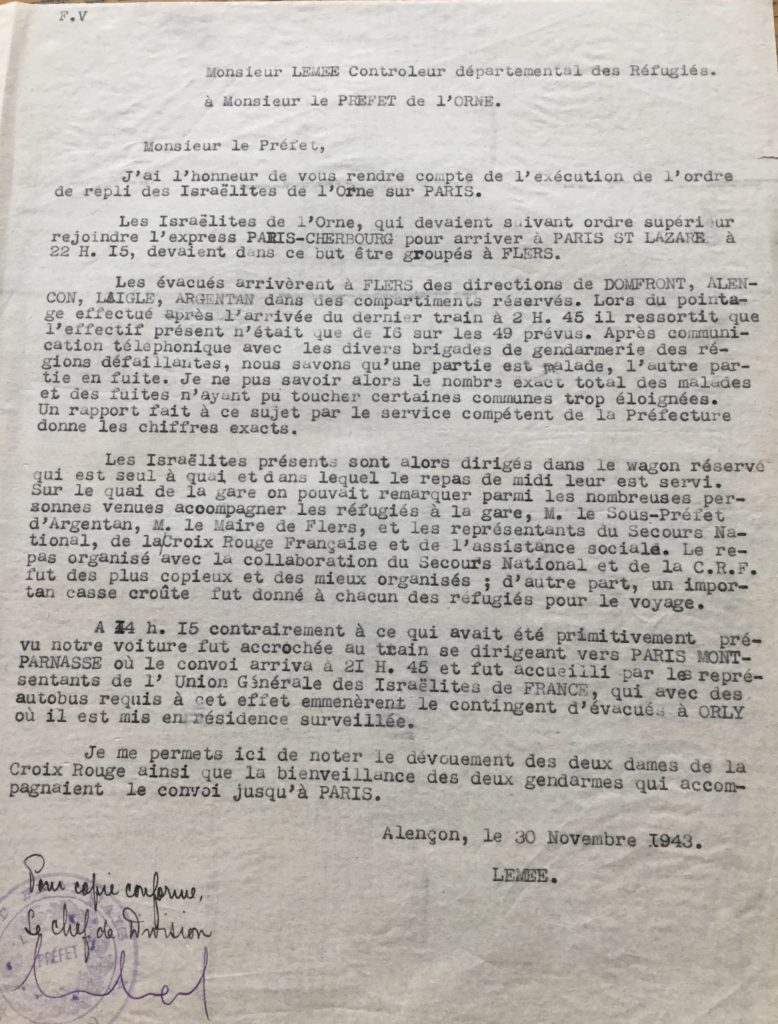 F.V
Monsieur LEMEE Controleur départemental des Réfugiés.
à Monsieur le PREFET de l'ORNE.
Monsieur le Préfet,
J'ai l'honneur de vous rendre compte de l'exécution de l'ordre
de repli des Israëlites de l'Orne sur PARIS.
Les Israëlites de l'Orne, qui devaient suivant ordre supérieur
rejoindre l'express PARIS-CHERBOURG pour arriver à PARIS ST LAZARE à
22 H. I5, devaient dans ce but être groupés à FLERS.
Les évacués arrivèrent à FLERS des directions de DOMFRONT, ALEN-
CON, LAIGLE, ARGENTAN dans des compartiments réservés. Lors du pointa-
ge effectué après l'arrivée du dernier train à 2 H. 45 il ressortit que
l'effectif présent n'était que de I6 sur les 49 prévus. Après communi-
cation téléphonique avec les divers brigades de gendarmerie des ré-
gions défaillantes, nous savons qu'une partie est malade, l'autre par-
tie en fuite. Je ne pus savoir alors le nombre exact total des malades
et des fuites n'ayant pu toucher certaines communes trop éloignées.
Un rapport fait à ce sujet par le service compétent de la Préfecture
donne les chiffres exacts.
Les Israëlites présents sont alors dirigés dans le wagon réservé
qui est seul à quai et dans lequel le repas de midi leur est servi.
Sur le quai de la gare on pouvait remarquer parmi les nombreuses per-
sonnes venues accompagner les réfugiés à la gare, M. le Sous-Préfet
d'Argentan, M. le Maire de Flers, et les représentants du Secours Na-
tional, de la Croix Rouge Française et de l'assistance sociale. Le re-
pas organisé avec la collaboration du Secours National et de la C.R.F.
fut des plus copieux et des mieux organisés ; d'autre part, un impor-
tan casse croûte fut donné à chacun des réfugiés pour le voyage.
A I4 h. I5 contrairement à ce qui avait été primitivement pré-
vu notre voiture fut accrochée au train se dirigeant vers PARIS MONT-
PARNASSE où le convoi arriva à 2I H. 45 et fut accueilli par les repré-
sentants de l' Union Générale des Israëlites de FRANCE, qui avec des
autobus requis à cet effet emmenèrent le contingent d'évacués à ORLY
où il est mis en résidence surveillée.
Je me permets ici de noter le dévouement des deux dames de la
Croix Rouge ainsi que la bienveillance des deux gendarmes qui accom-
pagnaient le convoi jusqu'à PARIS.
Alençon, le 30 Novembre I943.
LEMEE.
Pour copie conforme,
Le chef de Division
PREFET